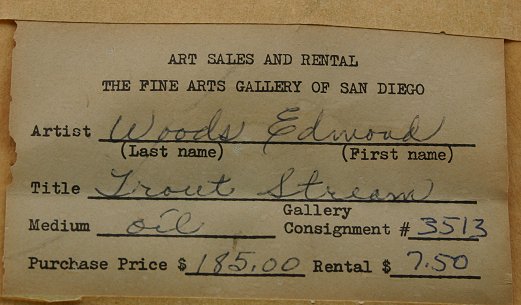 ART SALES AND RENTAL
THE FINE ARTS GALLERY OF SAN DIEGO
Artist Woods Edmond
(Last name) (First name)
Title Trout Stream
Medium oil Gallery Consignment # 3513
Purchase Price $ 185.00 Rental $ 7.50